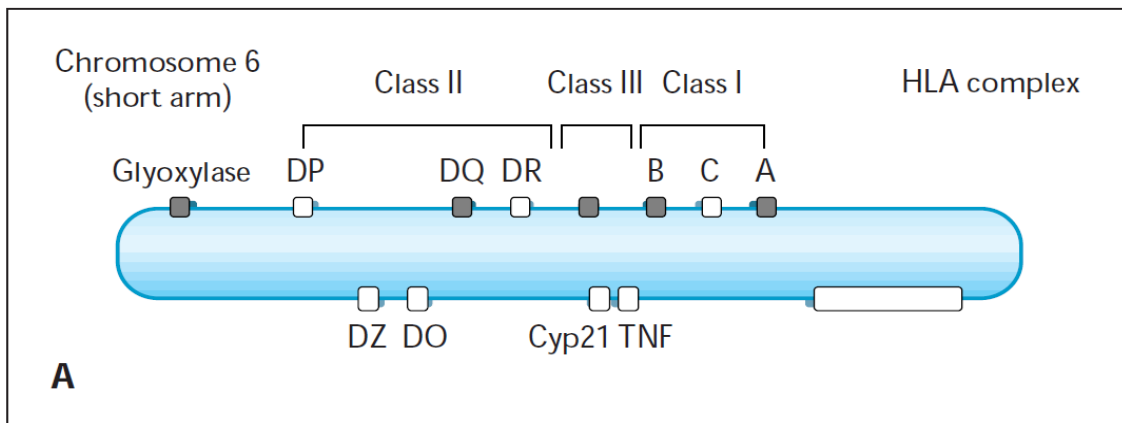 Chromosome 6
(short arm)
Class II
Class III
Class I
HLA complex
Glyoxylase
DP
DQ
DR
B
C
A
DZ
DO
Cyp21
TNF
A